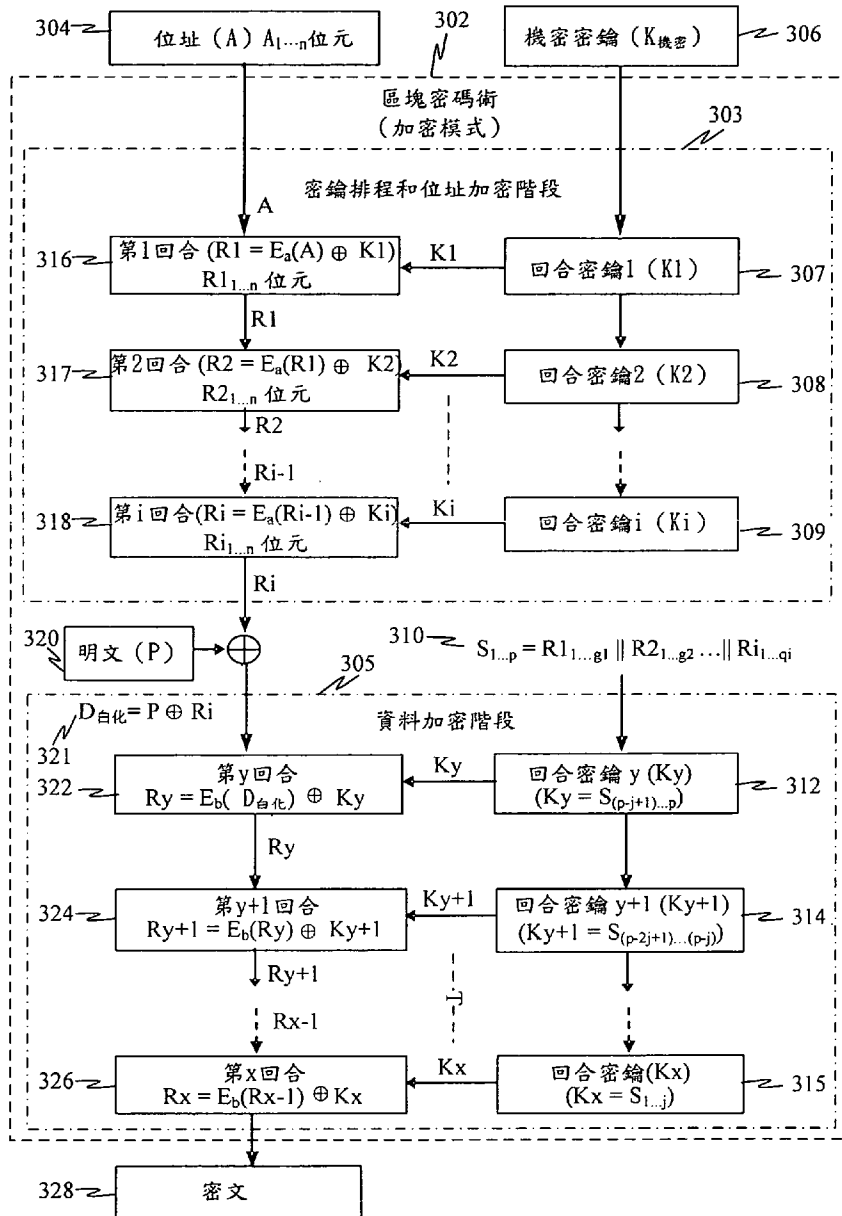 304
位址 (A) A₁...ₙ位元
機密密鑰 (K機密)
306
302
區塊密碼術
(加密模式)
303
密鑰排程和位址加密階段
A
316
第1回合 (R1 = Eₐ(A) ⊕ K1)
R1₁...ₙ 位元
K1
回合密鑰1 (K1)
307
R1
317
第2回合 (R2 = Eₐ(R1) ⊕ K2)
R2₁...ₙ 位元
K2
回合密鑰2 (K2)
308
R2
Ri-1
318
第i回合(Ri = Eₐ(Ri-1) ⊕ Ki)
Ri₁...ₙ 位元
Ki
回合密鑰i (Ki)
309
Ri
320
明文 (P)
310
S₁...p = R1₁...g1 || R2₁...g2 ...|| Ri₁...qi
305
321
D白化= P ⊕ Ri
資料加密階段
322
第y回合
Ry = E_b( D白化) ⊕ Ky
Ky
回合密鑰 y (Ky)
(Ky = S(p-j+1)...p)
312
Ry
324
第y+1回合
Ry+1 = E_b(Ry) ⊕ Ky+1
Ky+1
回合密鑰 y+1 (Ky+1)
(Ky+1 = S(p-2j+1)...(p-j))
314
Ry+1
T
Rx-1
326
第x回合
Rx = E_b(Rx-1) ⊕ Kx
Kx
回合密鑰(Kx)
(Kx = S₁...j)
315
328
密文